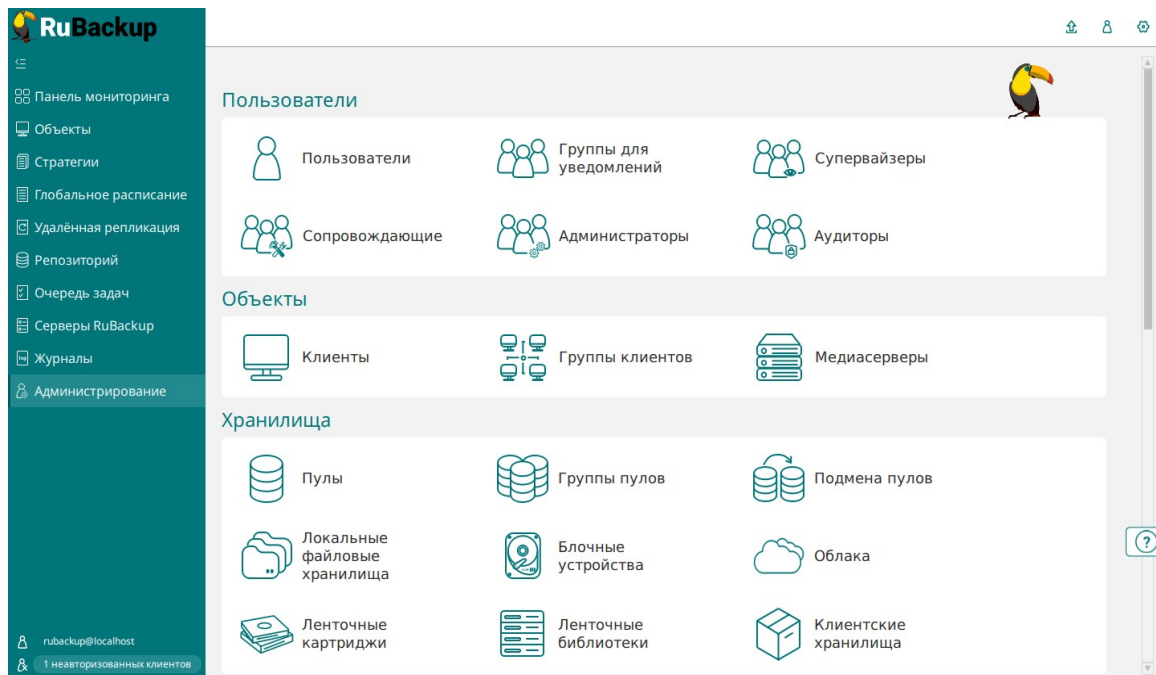 RuBackup
Панель мониторинга
Объекты
Стратегии
Глобальное расписание
Удалённая репликация
Репозиторий
Очередь задач
Серверы RuBackup
Журналы
Администрирование
rubackup@localhost
1 неавторизованных клиентов
Пользователи
Пользователи
Группы для
уведомлений
Супервайзеры
Сопровождающие
Администраторы
Аудиторы
Объекты
Клиенты
Группы клиентов
Медиасерверы
Хранилища
Пулы
Группы пулов
Подмена пулов
Локальные
файловые
хранилища
Блочные
устройства
Облака
Ленточные
картриджи
Ленточные
библиотеки
Клиентские
хранилища
?